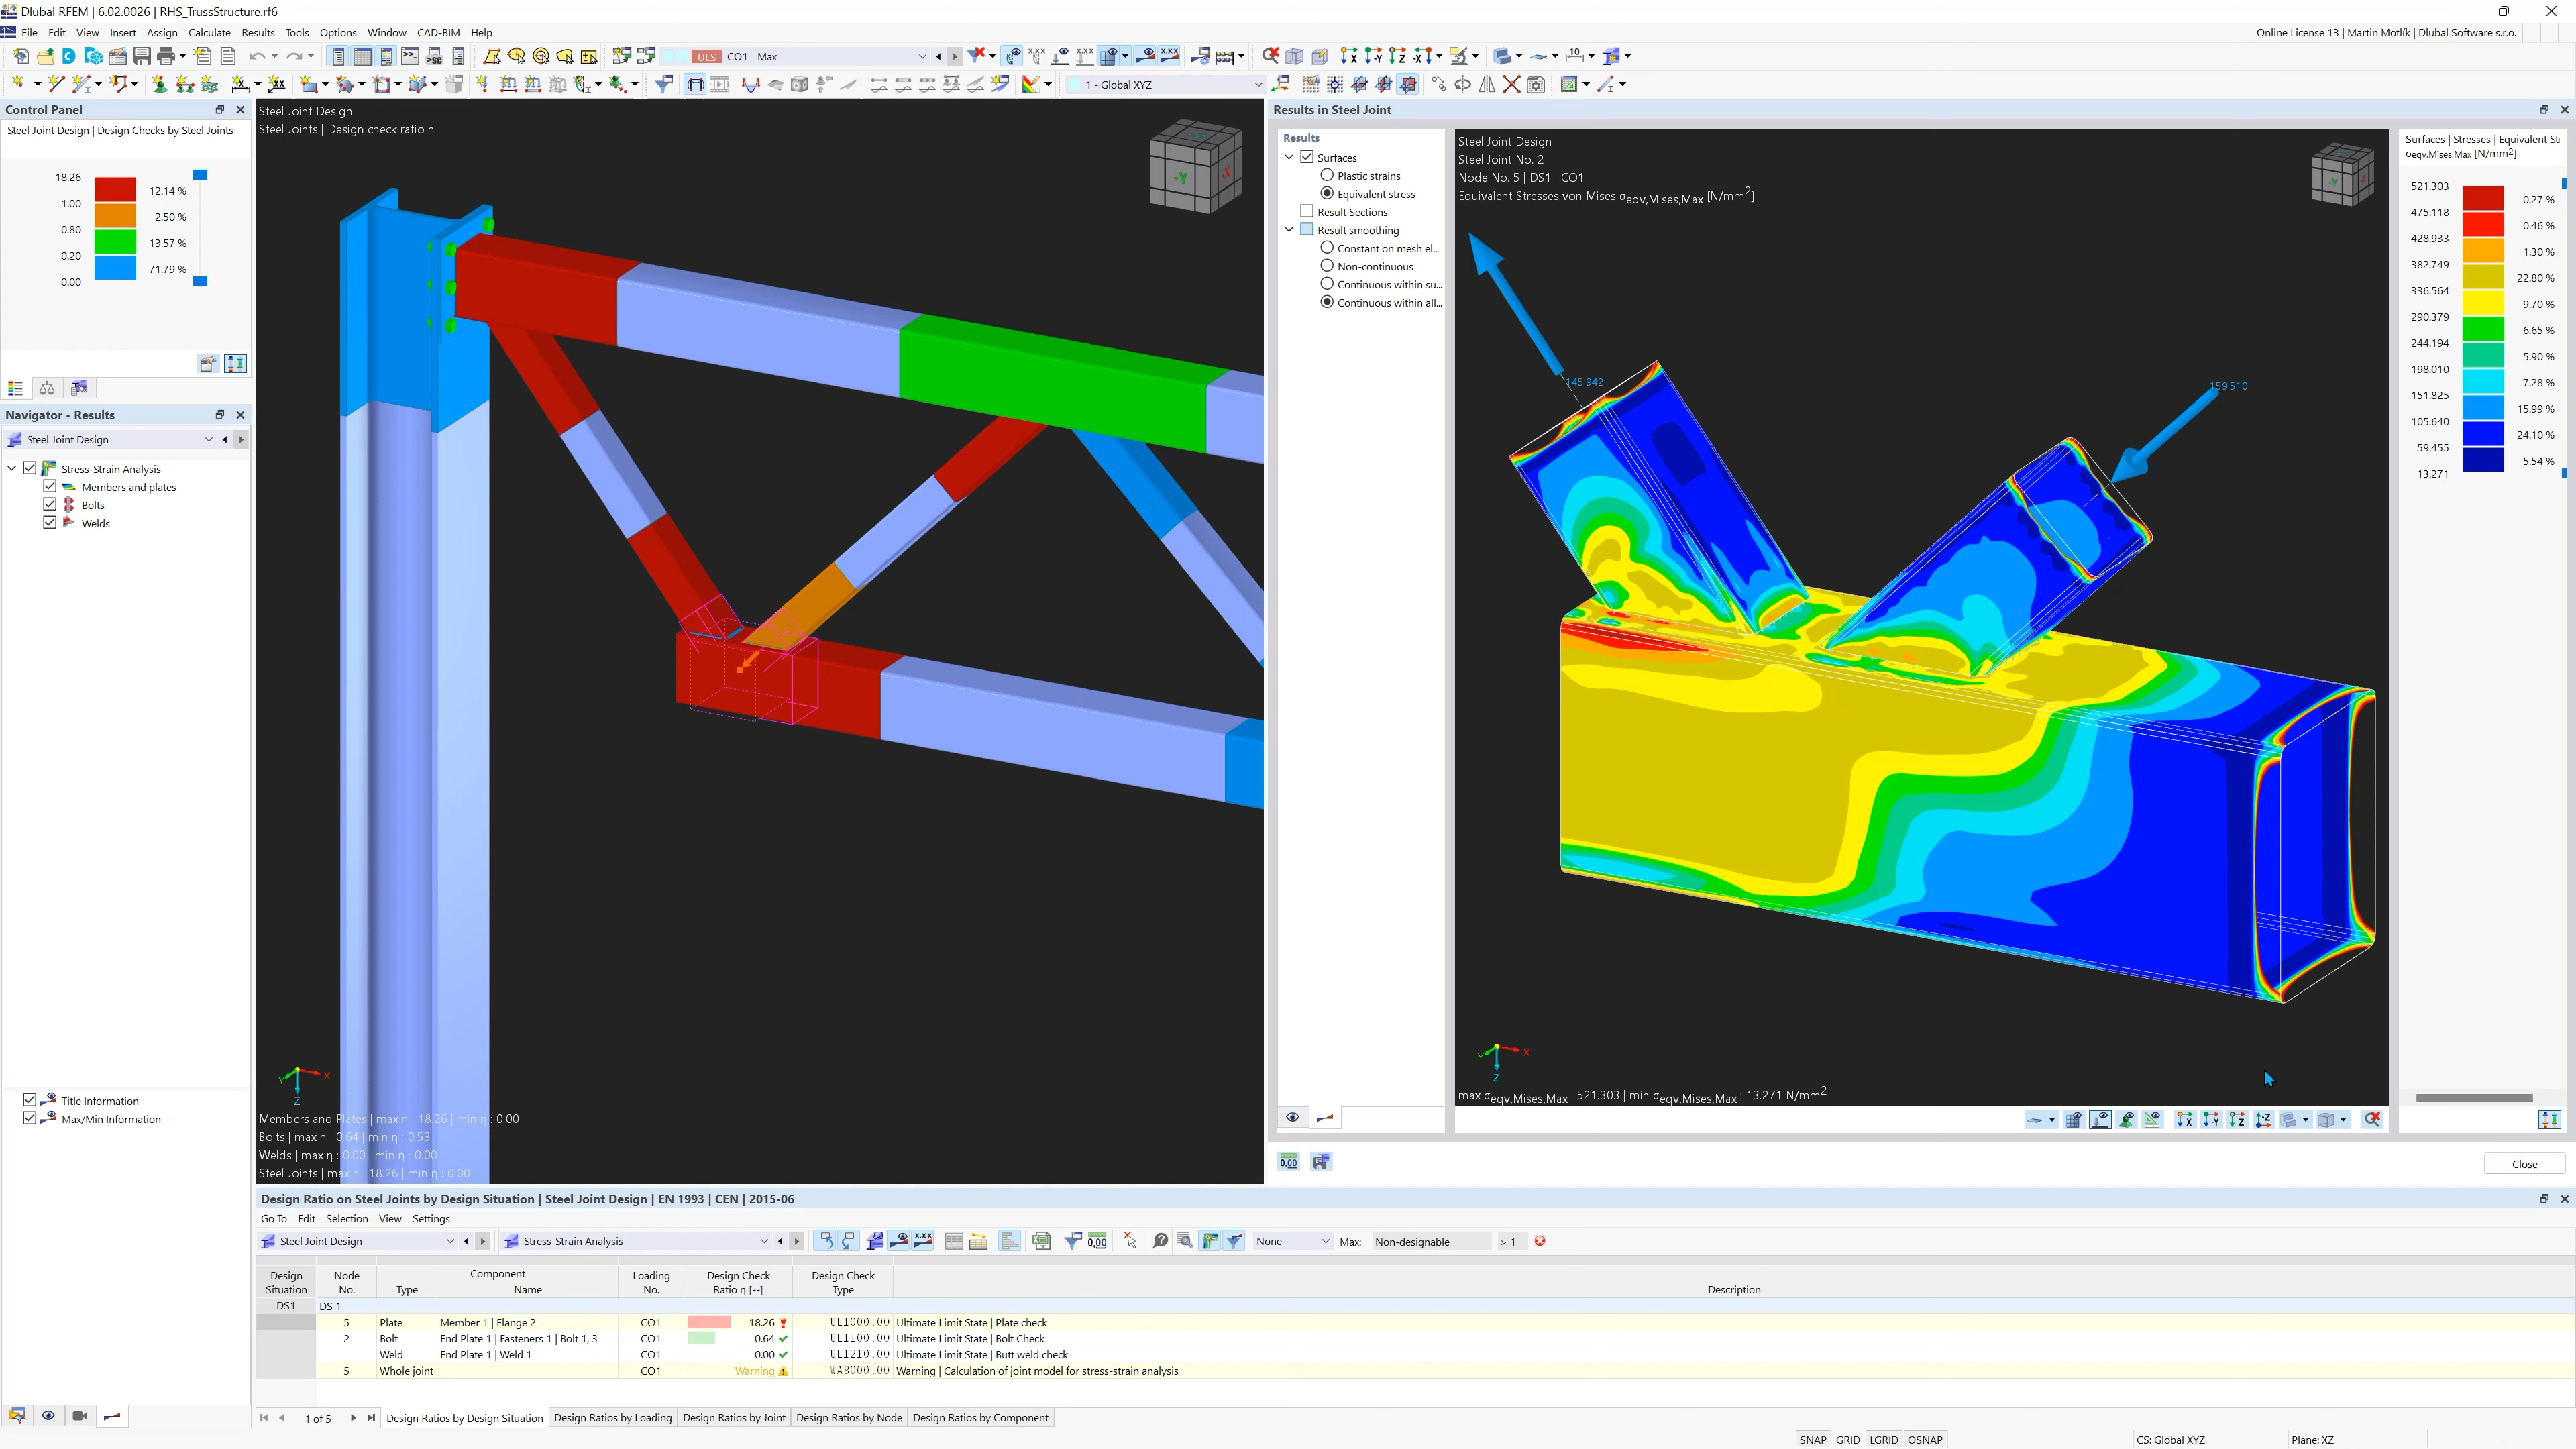 Dlubal RFEM | 6.02.0026 | RHS_TrussStructure.rf6
File Edit View Insert Assign Calculate Results Tools Options Window CAD-BIM Help
Online License 13 | Martin Motlík | Dlubal Software s.r.o.
ULS CO1 Max
1 - Global XYZ
Control Panel
Steel Joint Design | Design Checks by Steel Joints
18.26
12.14 %
1.00
2.50 %
0.80
13.57 %
0.20
71.79 %
0.00
Navigator - Results
Steel Joint Design
Stress-Strain Analysis
Members and plates
Bolts
Welds
Title Information
Max/Min Information
Steel Joint Design
Steel Joints | Design check ratio η
-Y
X
Y
Z
Members and Plates | max η : 18.26 | min η : 0.00
Bolts | max η : 0.64 | min η : 0.53
Welds | max η : 0.00 | min η : 0.00
Steel Joints | max η : 18.26 | min η : 0.00
Results in Steel Joint
Results
Surfaces
Plastic strains
Equivalent stress
Result Sections
Result smoothing
Constant on mesh el...
Non-continuous
Continuous within su...
Continuous within all...
Steel Joint Design
Steel Joint No. 2
Node No. 5 | DS1 | CO1
Equivalent Stresses von Mises σeqv,Mises,Max [N/mm²]
145.942
159.510
X
Y
Z
max σeqv,Mises,Max : 521.303 | min σeqv,Mises,Max : 13.271 N/mm²
Surfaces | Stresses | Equivalent St
σeqv,Mises,Max [N/mm²]
521.303
0.27 %
475.118
0.46 %
428.933
1.30 %
382.749
22.80 %
336.564
9.70 %
290.379
6.65 %
244.194
5.90 %
198.010
7.28 %
151.825
15.99 %
105.640
24.10 %
59.455
5.54 %
13.271
Close
Design Ratio on Steel Joints by Design Situation | Steel Joint Design | EN 1993 | CEN | 2015-06
Go To Edit Selection View Settings
Steel Joint Design Stress-Strain Analysis None Max: Non-designable > 1
Design Situation Node No. Component Type Name Loading No. Design Check Ratio η [--] Design Check Type Description
DS1 DS 1
5 Plate Member 1 | Flange 2 CO1 18.26 UL1000.00 Ultimate Limit State | Plate check
2 Bolt End Plate 1 | Fasteners 1 | Bolt 1, 3 CO1 0.64 UL1100.00 Ultimate Limit State | Bolt Check
Weld End Plate 1 | Weld 1 CO1 0.00 UL1210.00 Ultimate Limit State | Butt weld check
5 Whole joint CO1 Warning WA8000.00 Warning | Calculation of joint model for stress-strain analysis
1 of 5 Design Ratios by Design Situation Design Ratios by Loading Design Ratios by Joint Design Ratios by Node Design Ratios by Component
SNAP GRID LGRID OSNAP CS: Global XYZ Plane: XZ